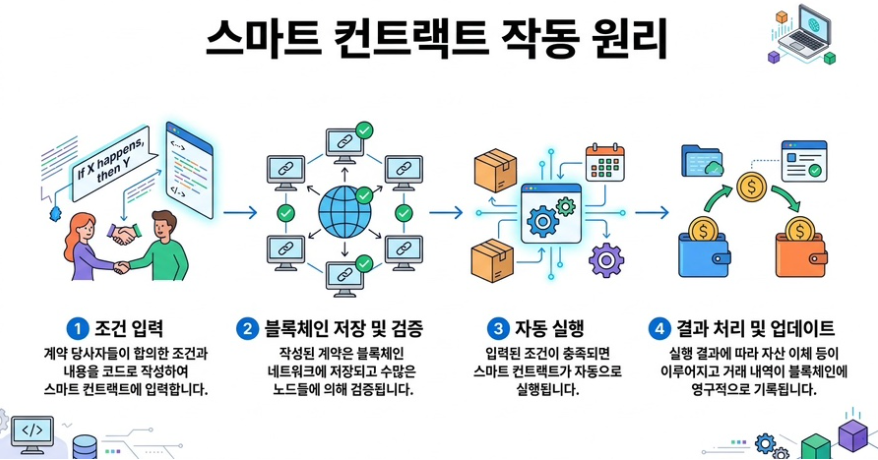 스마트 컨트랙트 작동 원리
If X happens,
then Y
<...>
</.>
1 조건 입력
계약 당사자들이 합의한 조건과
내용을 코드로 작성하여
스마트 컨트랙트에 입력합니다.
2 블록체인 저장 및 검증
작성된 계약은 블록체인
네트워크에 저장되고 수많은
노드들에 의해 검증됩니다.
3 자동 실행
입력된 조건이 충족되면
스마트 컨트랙트가 자동으로
실행됩니다.
4 결과 처리 및 업데이트
실행 결과에 따라 자산 이체 등이
이루어지고 거래 내역이 블록체인에
영구적으로 기록됩니다.
</>